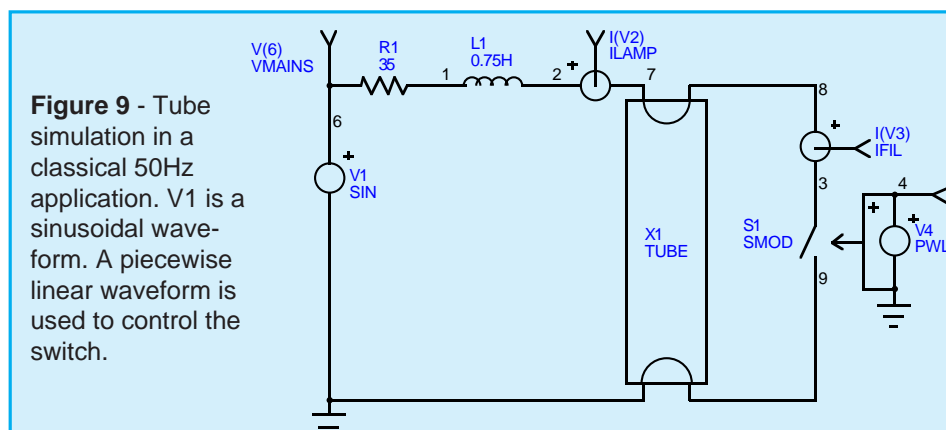 Figure 9 - Tube
simulation in a
classical 50Hz
application. V1 is a
sinusoidal wave-
form. A piecewise
linear waveform is
used to control the
switch.
V(6)
VMAINS
R1
35
L1
0.75H
I(V2)
ILAMP
1
2
+
7
8
6
+
V1
SIN
+
I(V3)
IFIL
3
4
X1
TUBE
S1
SMOD
+
+
V4
PWL
9